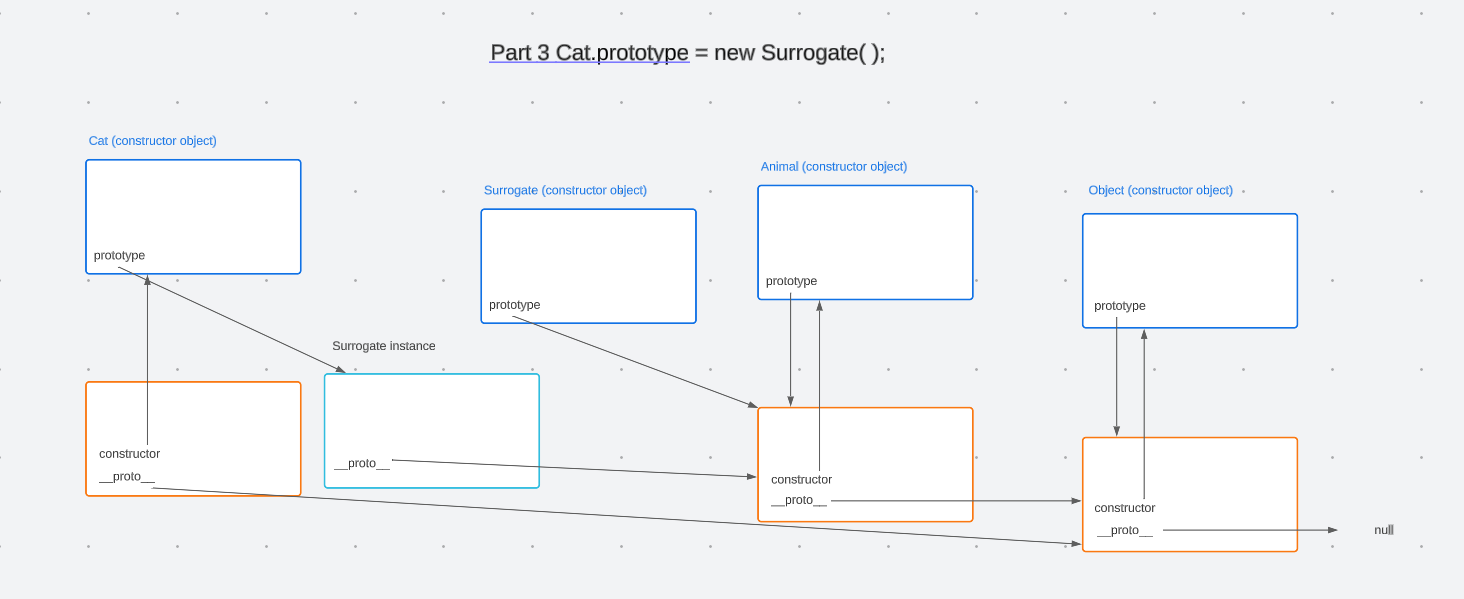 Part 3 Cat.prototype = new Surrogate( );
Cat (constructor object)
prototype
Surrogate (constructor object)
prototype
Animal (constructor object)
prototype
Object (constructor object)
prototype
Surrogate instance
constructor
__proto__
__proto__
constructor
__proto__
constructor
__proto__
null